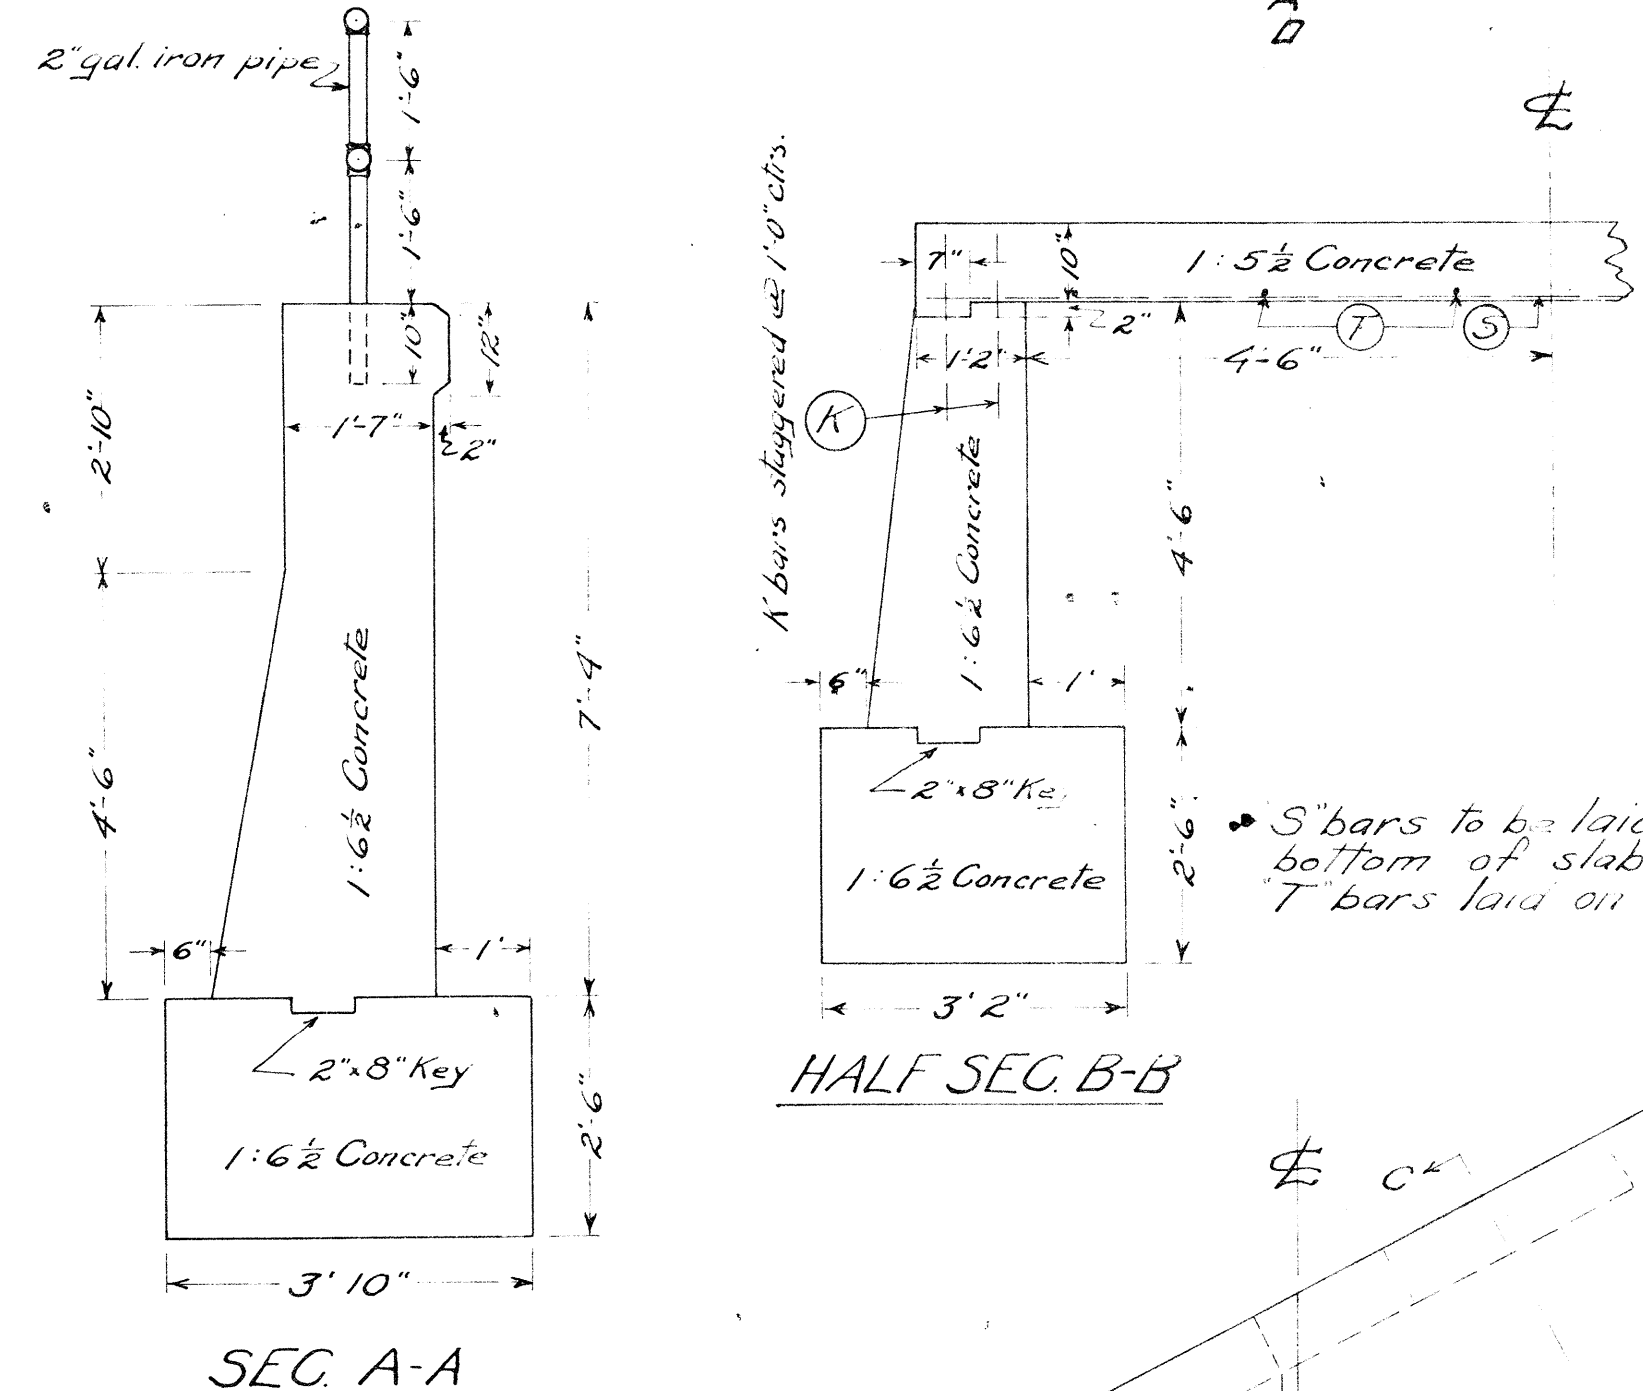 2" gal. iron pipe
1'-6"
1'-6"
10"
12"
2'-10"
1'-7"
2"
4'-6"
1:6½ Concrete
7'-4"
6"
1'
2"x8" Key
1:6½ Concrete
2'-6"
3' 10"
SEC. A-A
K bars staggered @ 1'-0" ctrs.
℄
7"
10"
1:5½ Concrete
2"
T
S
1'-2"
4'-6"
K
1:6½ Concrete
4'-6"
6"
1'
2"x8" Key
1:6½ Concrete
2'-6"
3' 2"
HALF SEC. B-B
"S" bars to be laid
bottom of slab
"T" bars laid on
℄
C